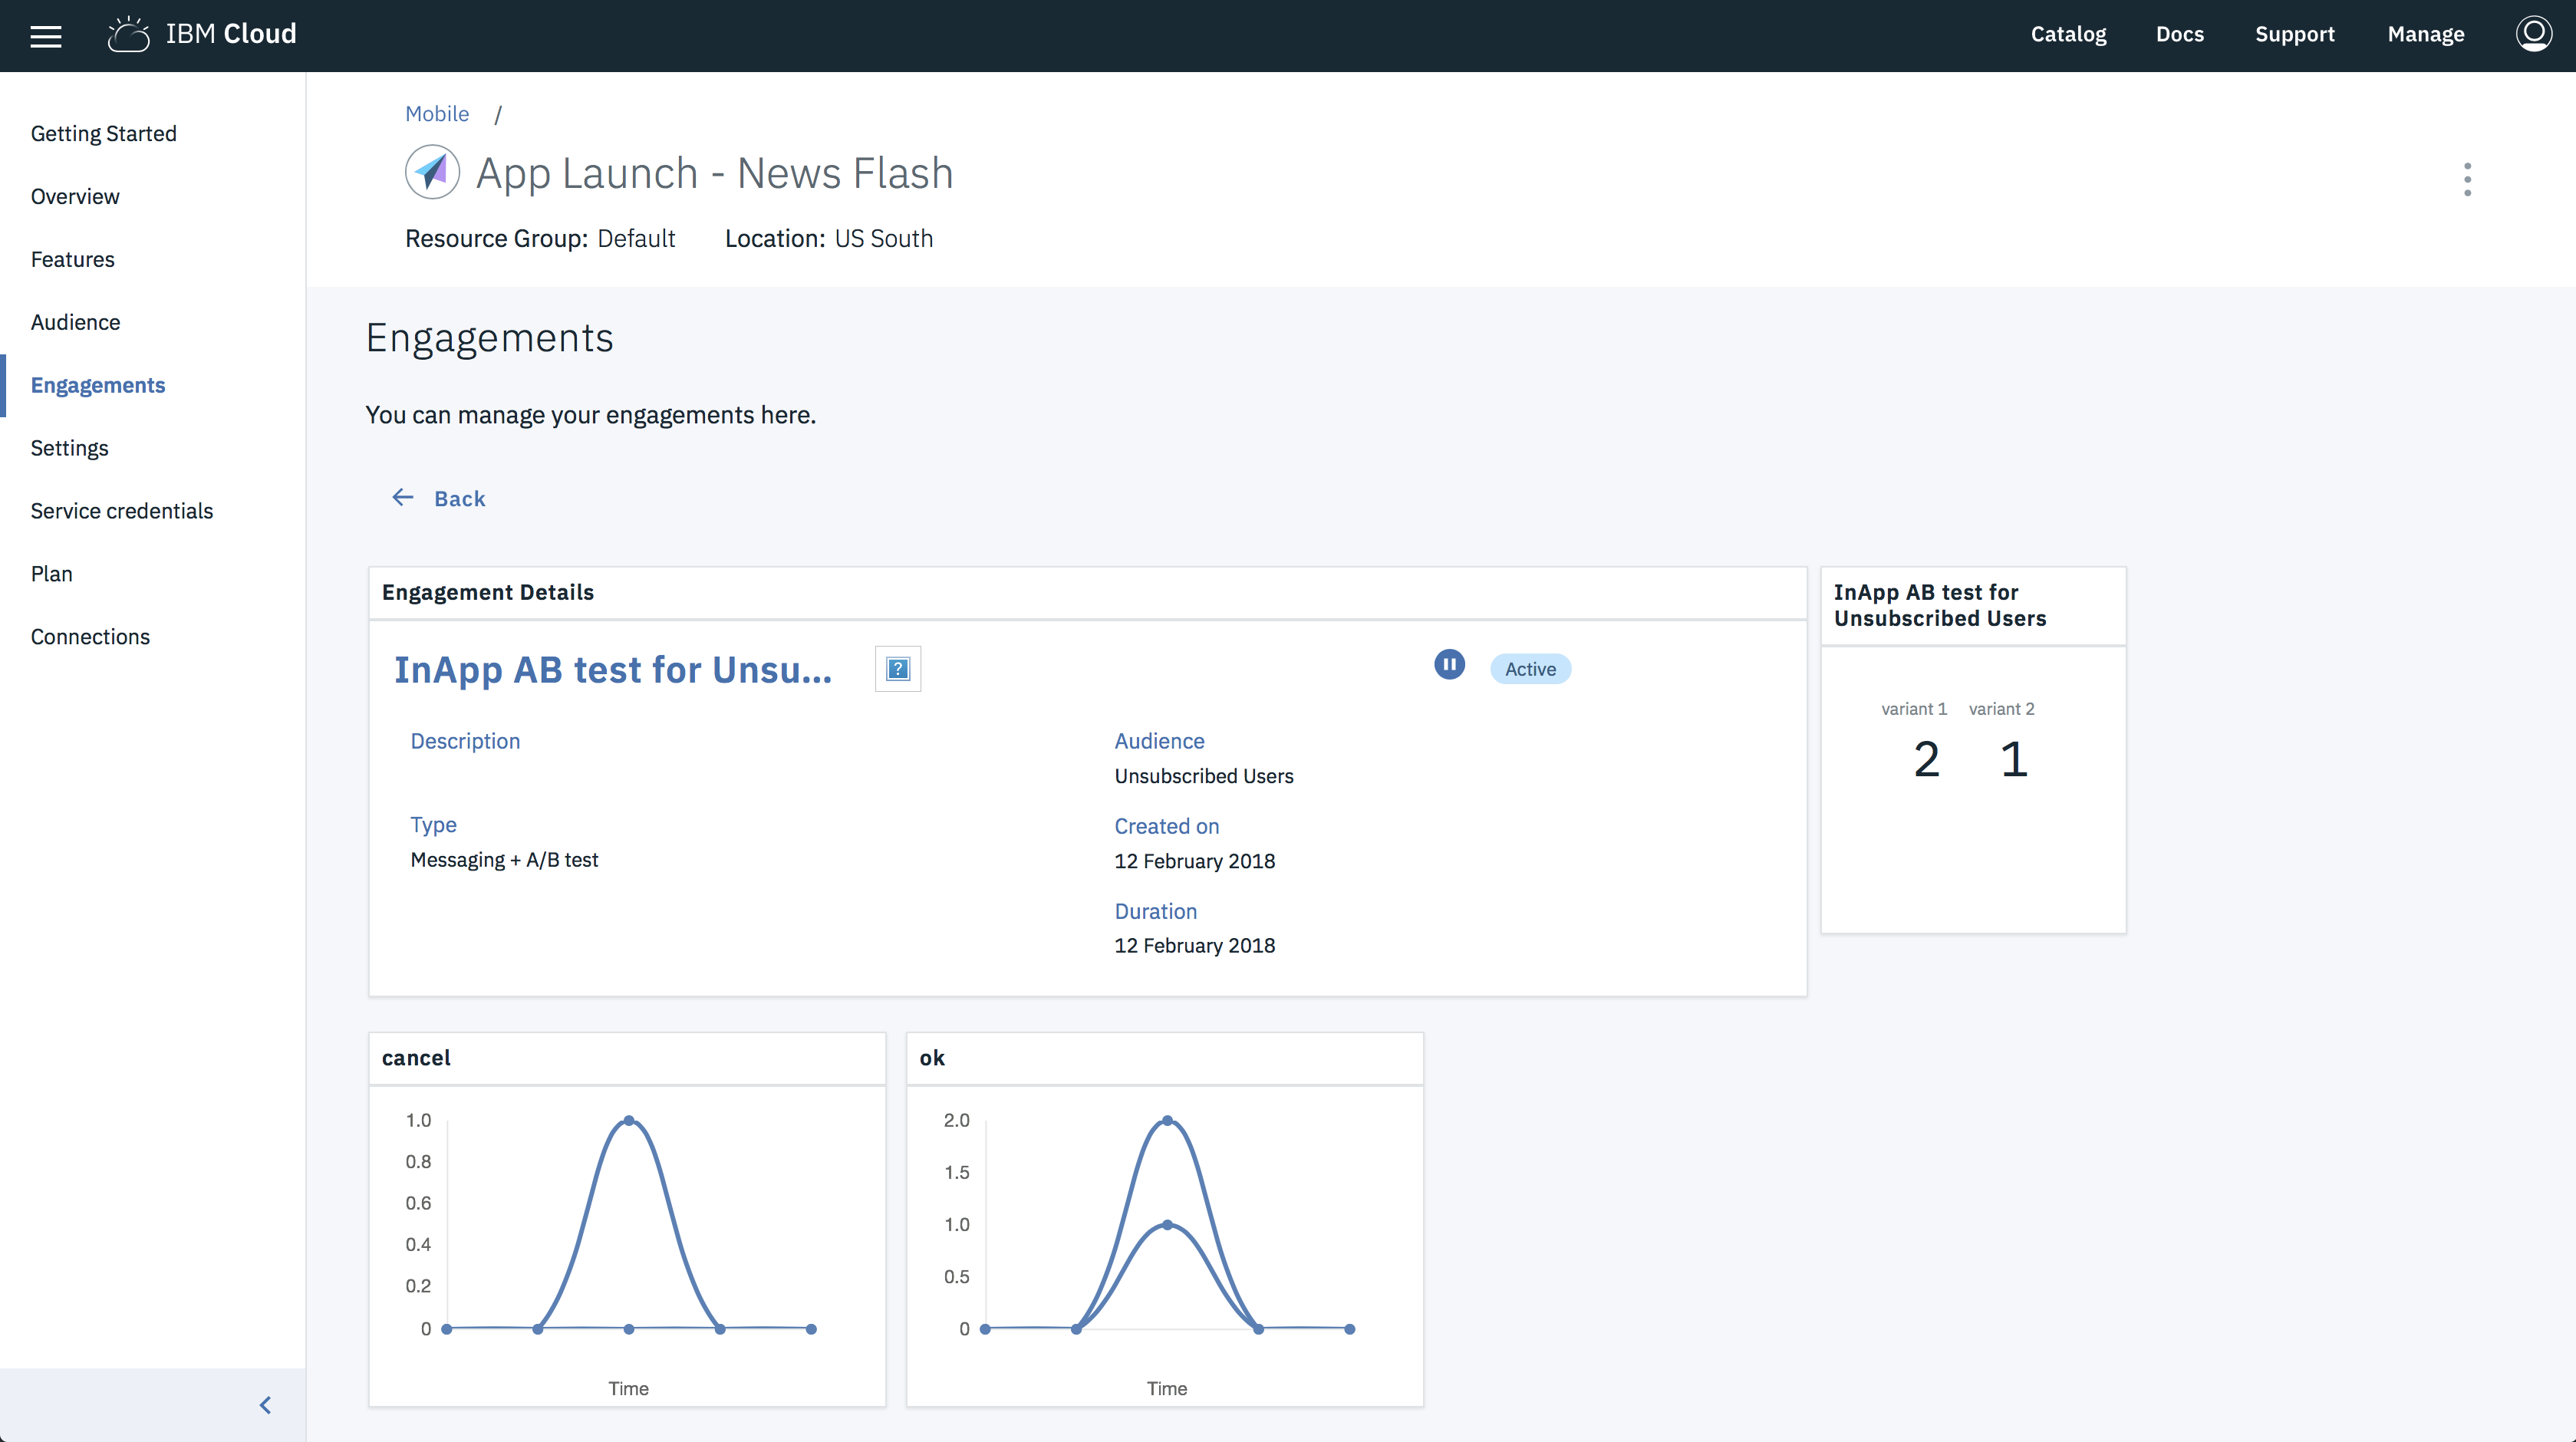 IBM Cloud
Catalog Docs Support Manage
Getting Started
Overview
Features
Audience
Engagements
Settings
Service credentials
Plan
Connections
Mobile /
App Launch - News Flash
Resource Group: Default Location: US South
Engagements
You can manage your engagements here.
Back
Engagement Details
InApp AB test for Unsu...
?
Active
Description
Type
Messaging + A/B test
Audience
Unsubscribed Users
Created on
12 February 2018
Duration
12 February 2018
InApp AB test for
Unsubscribed Users
variant 1 variant 2
2 1
cancel
1.0
0.8
0.6
0.4
0.2
0
Time
ok
2.0
1.5
1.0
0.5
0
Time